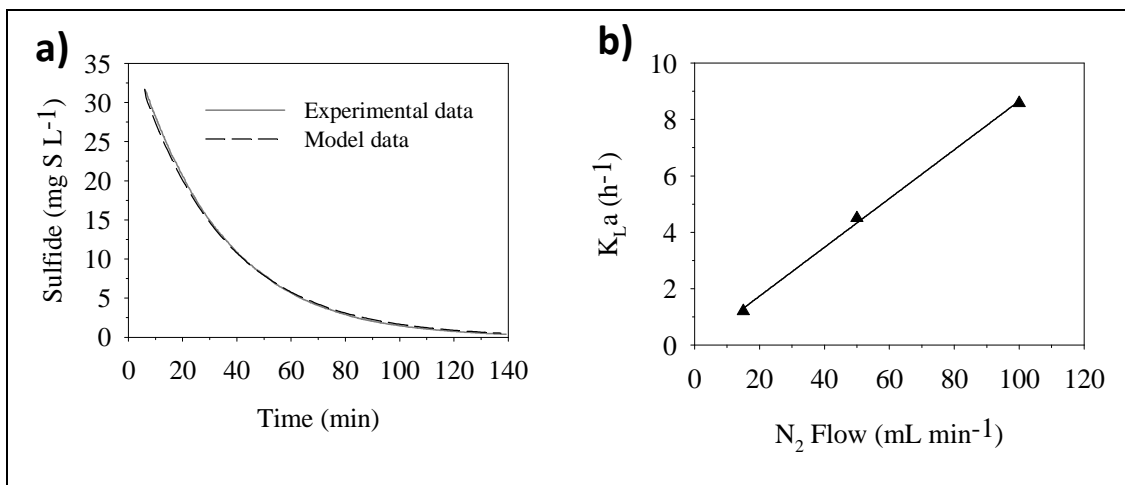 a)
35
30
25
20
15
10
5
0
Sulfide (mg S L-1)
Experimental data
Model data
0 20 40 60 80 100 120 140
Time (min)
b)
10
8
6
4
2
0
KLa (h-1)
0 20 40 60 80 100 120
N2 Flow (mL min-1)